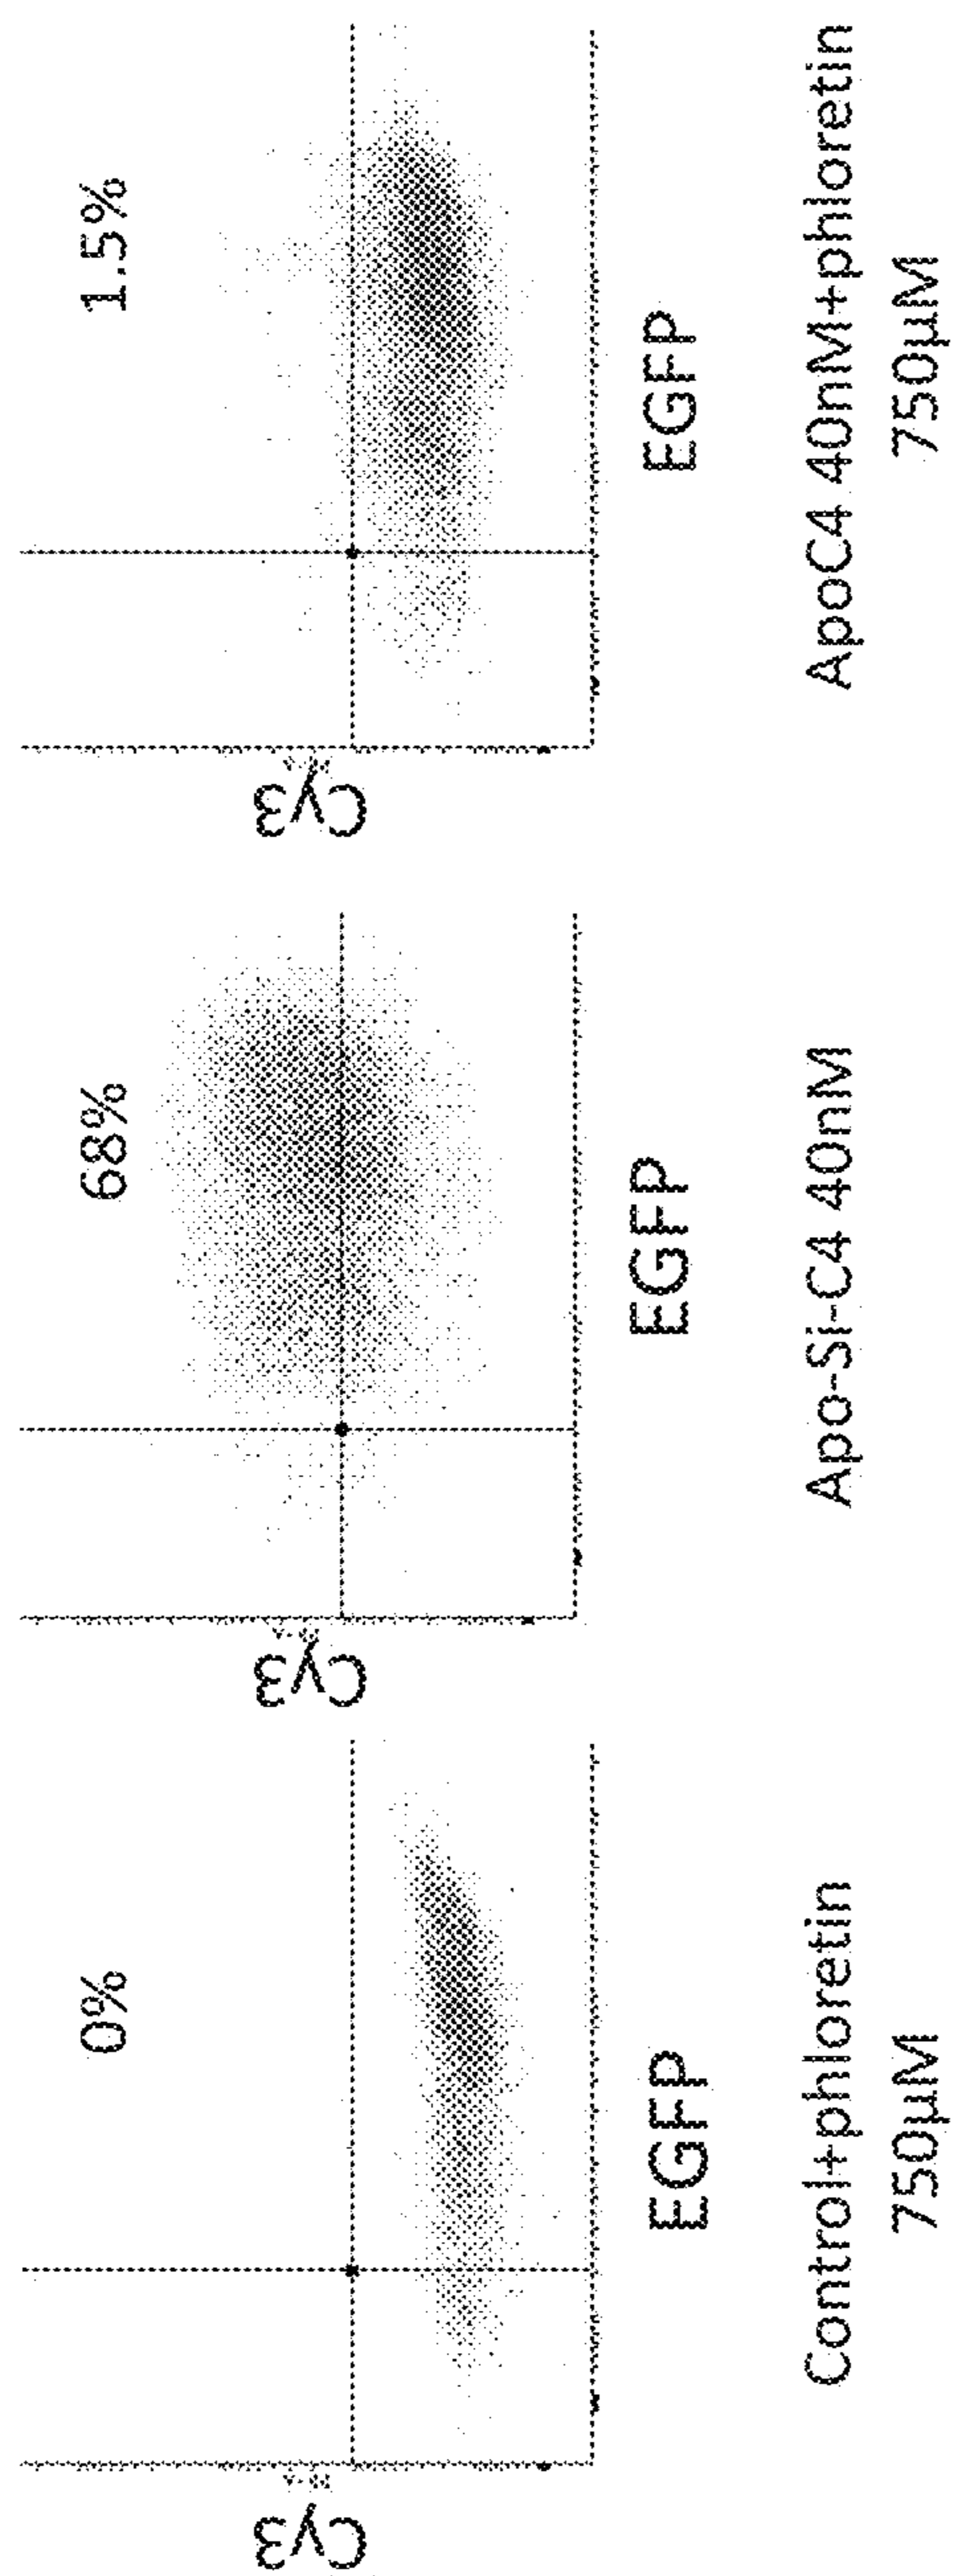 0%
Cy3
EGFP
Control+phloretin
750µM
68%
Cy3
EGFP
Apo-Si-C4 40nM
1.5%
Cy3
EGFP
ApoC4 40nM+phloretin
750µM